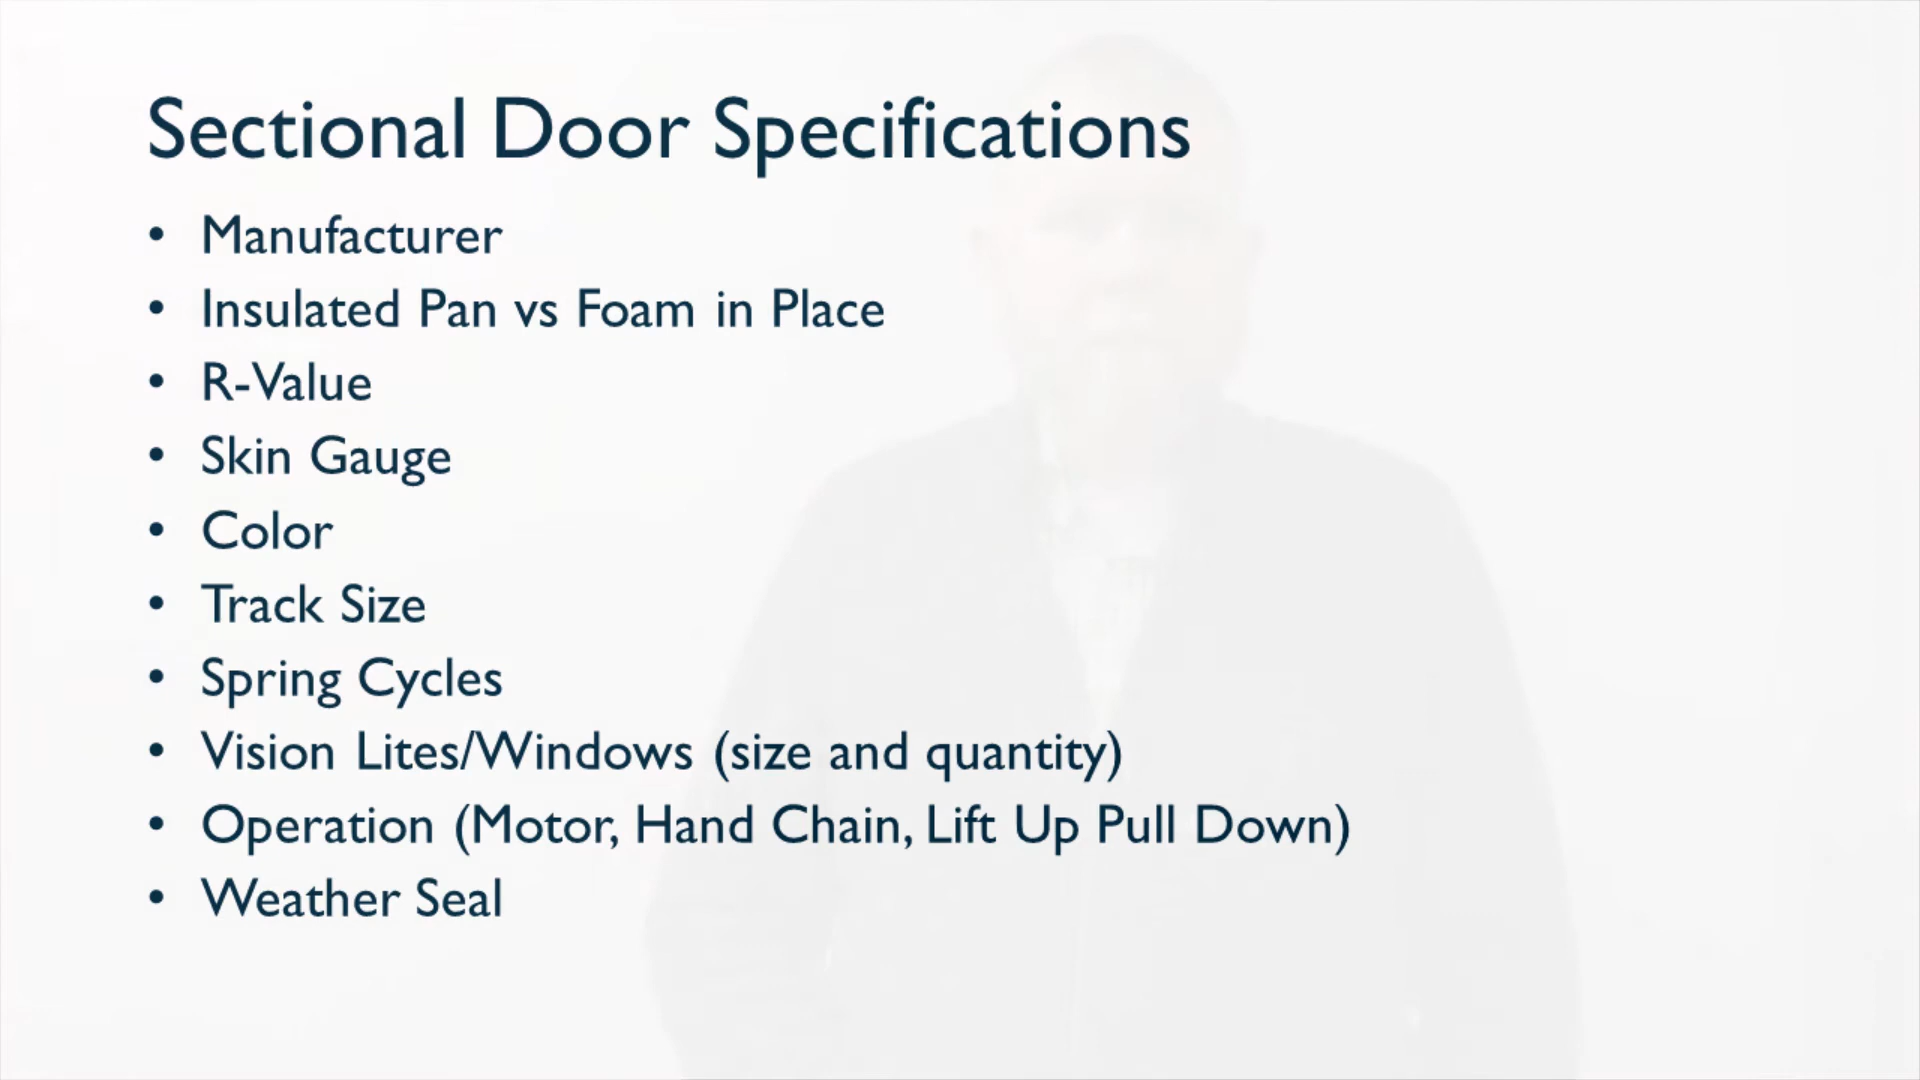 Sectional Door Specifications
• Manufacturer
• Insulated Pan vs Foam in Place
• R-Value
• Skin Gauge
• Color
• Track Size
• Spring Cycles
• Vision Lites/Windows (size and quantity)
• Operation (Motor, Hand Chain, Lift Up Pull Down)
• Weather Seal